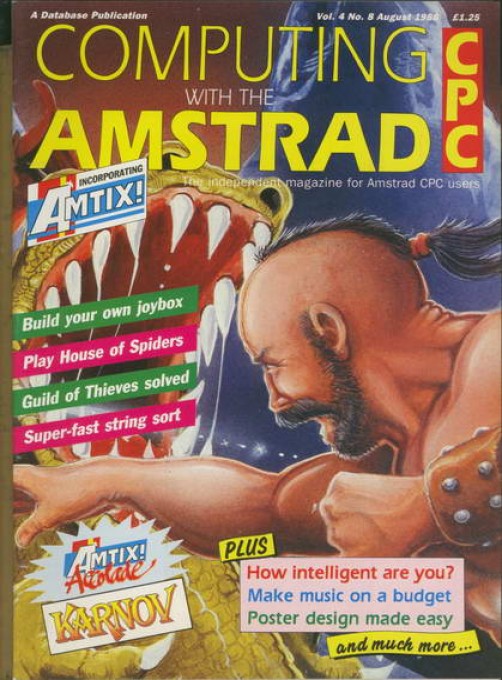 A Database Publication
Vol. 4 No. 8 August 1988 £1.25
COMPUTING
WITH THE
AMSTRAD
CPC
The independent magazine for Amstrad CPC users
INCORPORATING
AMTIX!
Build your own joybox
Play House of Spiders
Guild of Thieves solved
Super-fast string sort
AMTIX!
Accolade
KARNOV
PLUS
How intelligent are you?
Make music on a budget
Poster design made easy
and much more ...